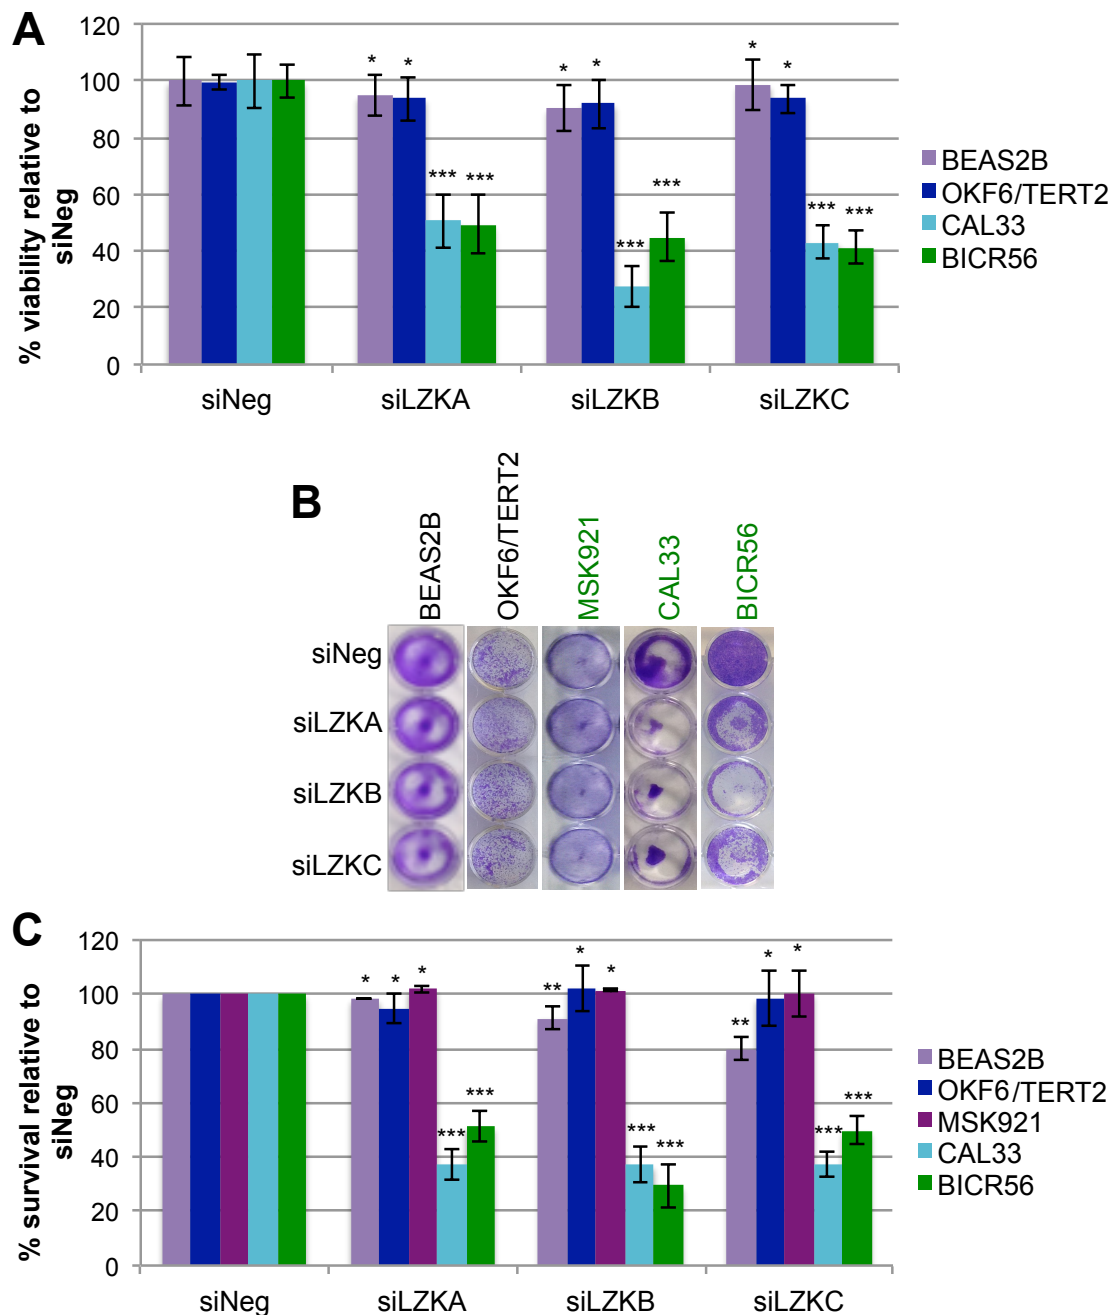 A
% viability relative to
siNeg
120
100
80
60
40
20
0
* * * * * *
*** *** *** *** *** ***
siNeg siLZKA siLZKB siLZKC
BEAS2B
OKF6/TERT2
CAL33
BICR56
B
BEAS2B OKF6/TERT2 MSK921 CAL33 BICR56
siNeg
siLZKA
siLZKB
siLZKC
C
% survival relative to
siNeg
120
100
80
60
40
20
0
* * * ** * * ** * *
*** *** *** *** *** ***
siNeg siLZKA siLZKB siLZKC
BEAS2B
OKF6/TERT2
MSK921
CAL33
BICR56